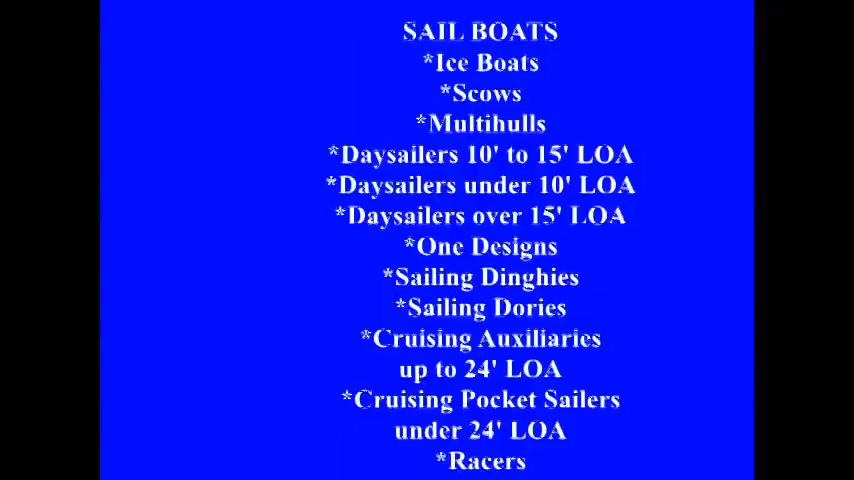 SAIL BOATS
*Ice Boats
*Scows
*Multihulls
*Daysailers 10' to 15' LOA
*Daysailers under 10' LOA
*Daysailers over 15' LOA
*One Designs
*Sailing Dinghies
*Sailing Dories
*Cruising Auxiliaries
up to 24' LOA
*Cruising Pocket Sailers
under 24' LOA
*Racers